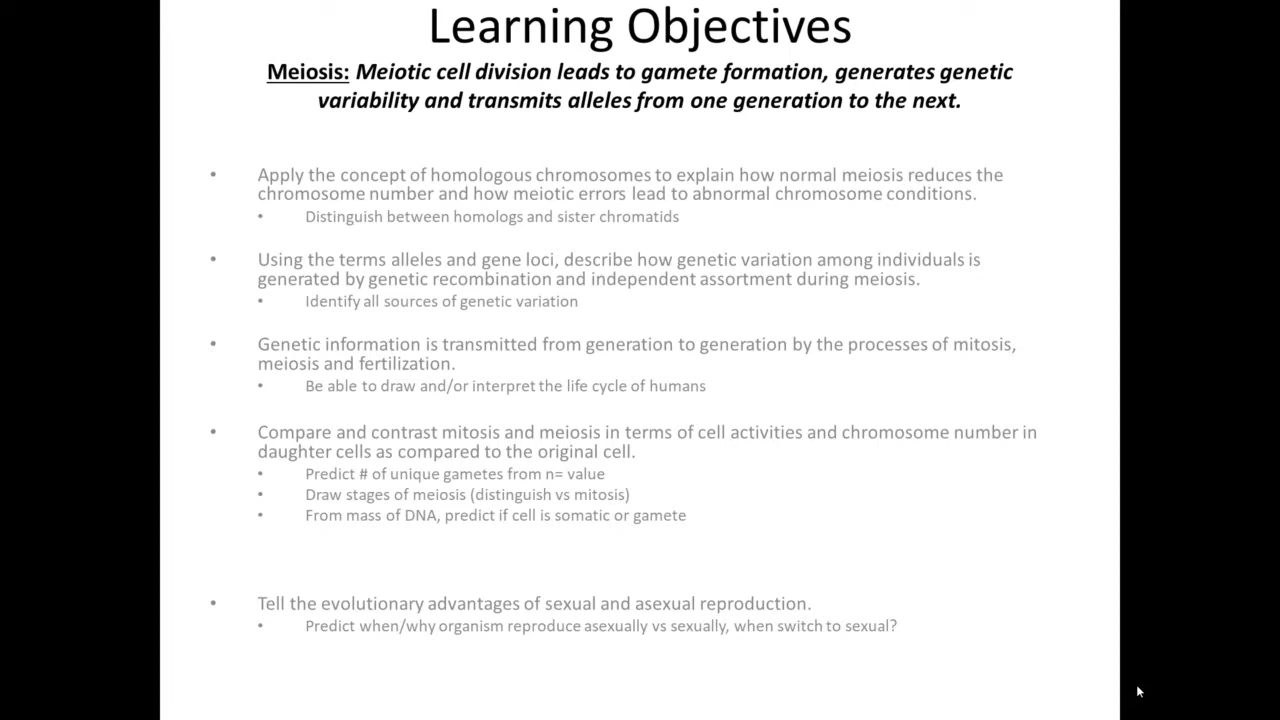 Learning Objectives
Meiosis: Meiotic cell division leads to gamete formation, generates genetic
variability and transmits alleles from one generation to the next.
• Apply the concept of homologous chromosomes to explain how normal meiosis reduces the
chromosome number and how meiotic errors lead to abnormal chromosome conditions.
• Distinguish between homologs and sister chromatids
• Using the terms alleles and gene loci, describe how genetic variation among individuals is
generated by genetic recombination and independent assortment during meiosis.
• Identify all sources of genetic variation
• Genetic information is transmitted from generation to generation by the processes of mitosis,
meiosis and fertilization.
• Be able to draw and/or interpret the life cycle of humans
• Compare and contrast mitosis and meiosis in terms of cell activities and chromosome number in
daughter cells as compared to the original cell.
• Predict # of unique gametes from n= value
• Draw stages of meiosis (distinguish vs mitosis)
• From mass of DNA, predict if cell is somatic or gamete
• Tell the evolutionary advantages of sexual and asexual reproduction.
• Predict when/why organism reproduce asexually vs sexually, when switch to sexual?